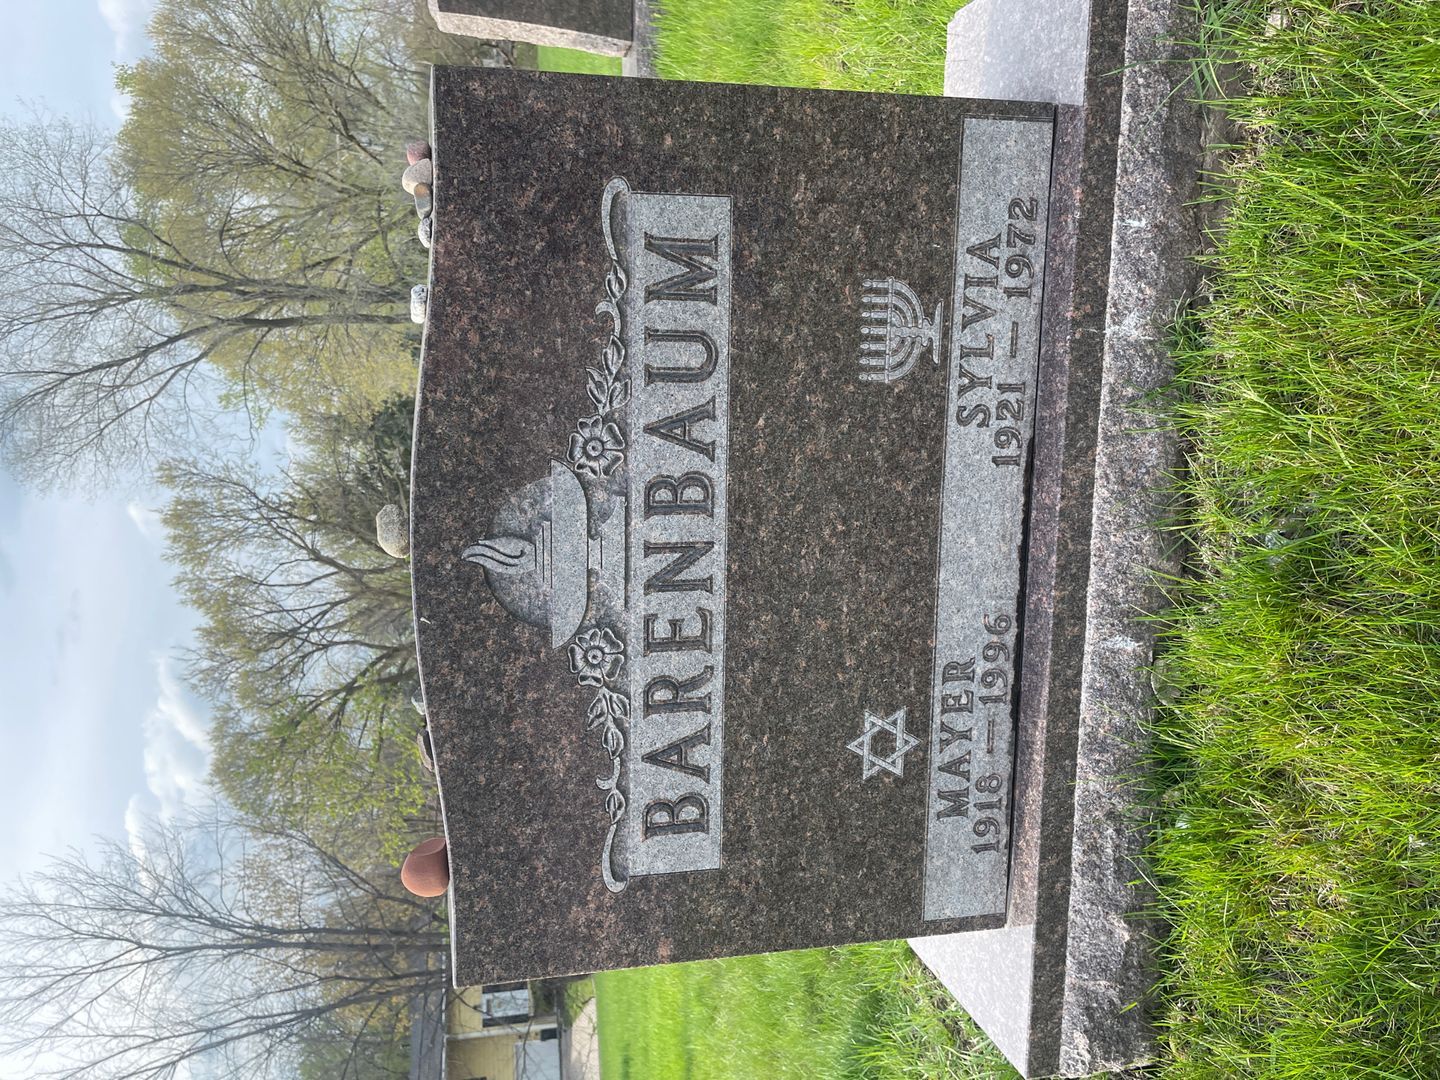 BARENBAUM
MAYER
1918 — 1996
SYLVIA
1921 — 1972